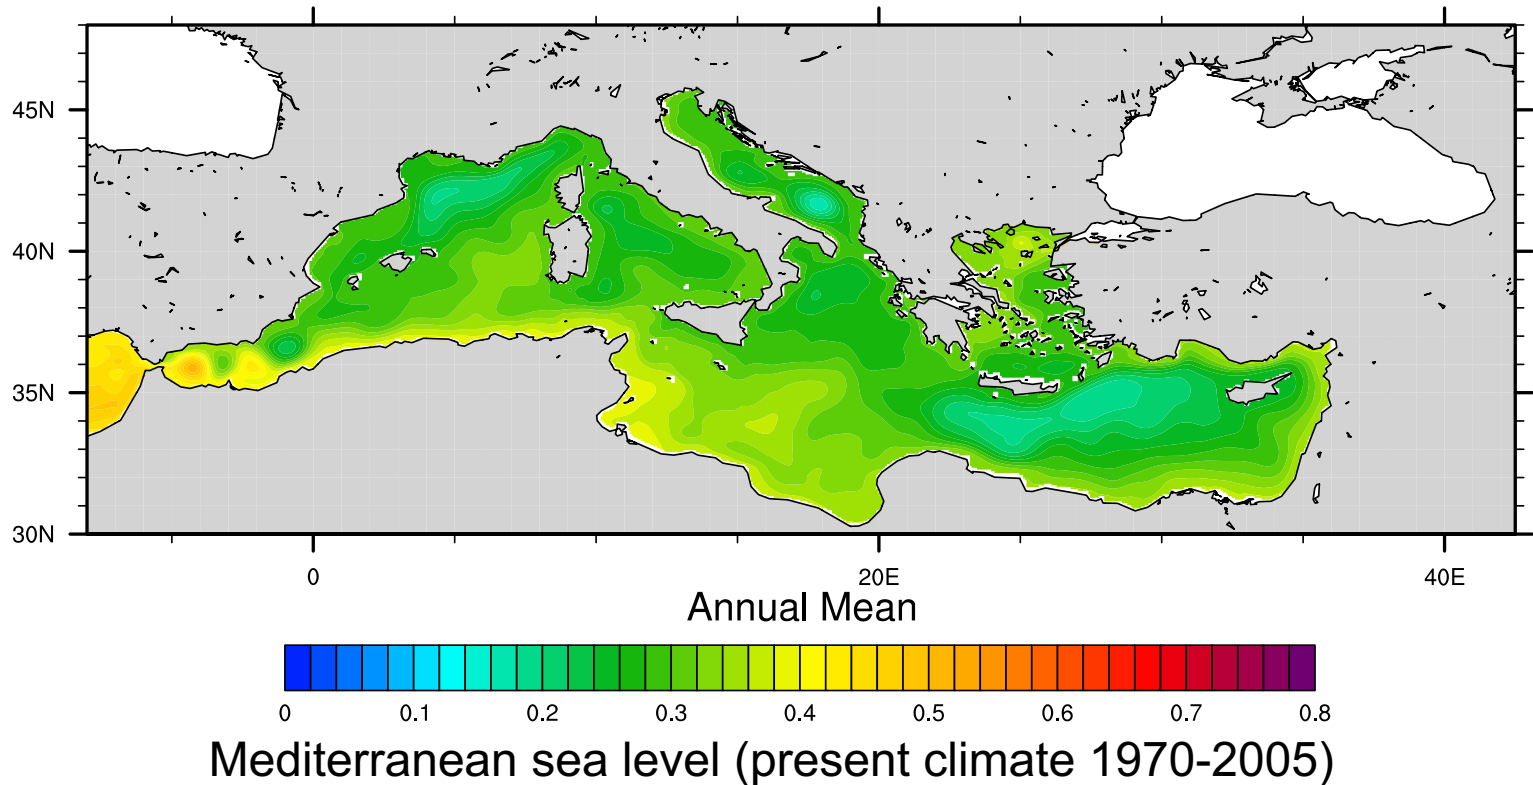 45N
40N
35N
30N
0 20E 40E
Annual Mean
0 0.1 0.2 0.3 0.4 0.5 0.6 0.7 0.8
Mediterranean sea level (present climate 1970-2005)